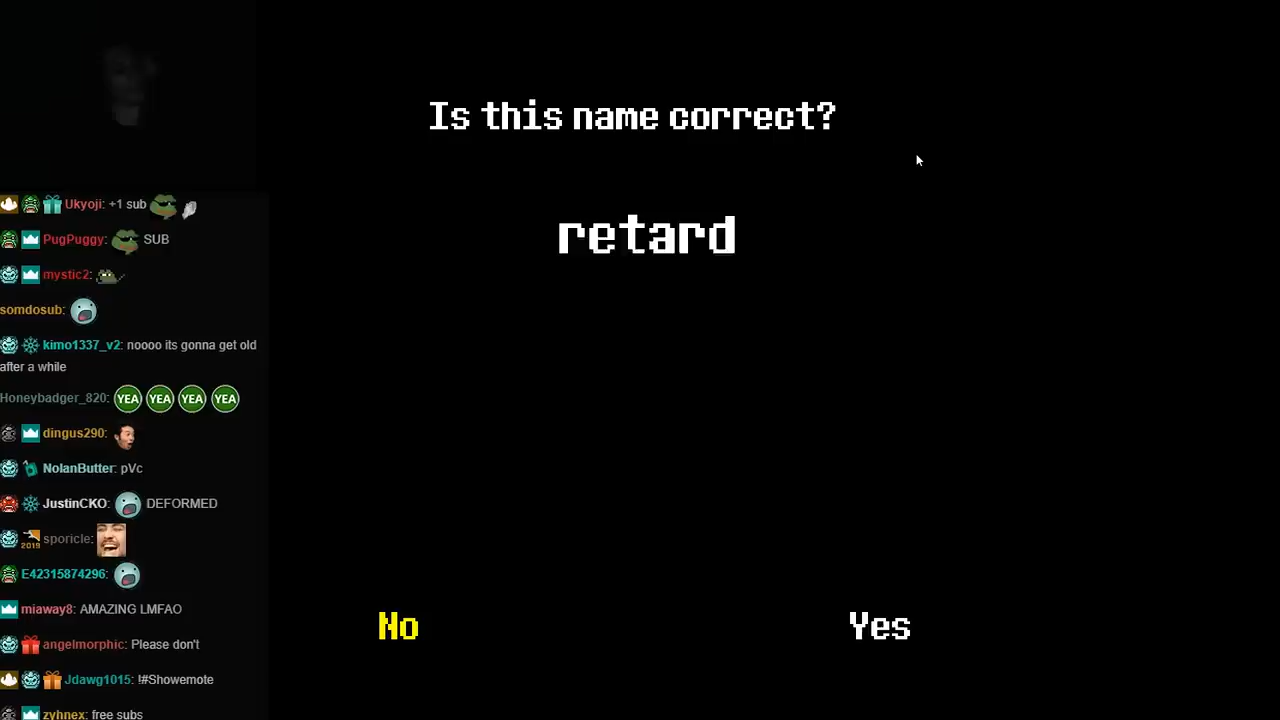 Is this name correct?
retard
Ukyoji: +1 sub
PugPuggy: SUB
mystic2:
somdosub:
kimo1337_v2: noooo its gonna get old
after a while
Honeybadger_820: YEA YEA YEA YEA
dingus290:
NolanButter: pVc
JustinCKO: DEFORMED
2019 sporicle:
E42315874296:
miaway8: AMAZING LMFAO
angelmorphic: Please don't
Jdawg1015: !#Showemote
zyhnex: free subs
No Yes